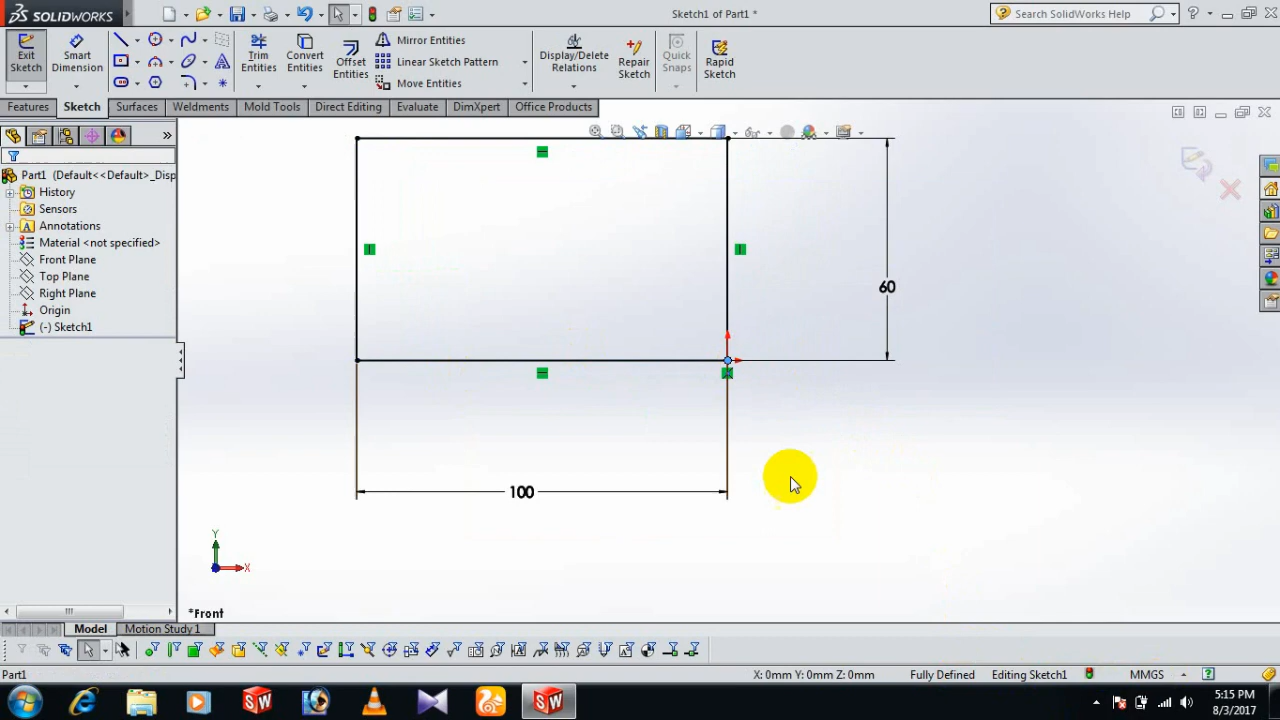 SOLIDWORKS
Sketch1 of Part1 *
Search SolidWorks Help
Exit Sketch
Smart Dimension
Trim Entities
Convert Entities
Offset Entities
Mirror Entities
Linear Sketch Pattern
Move Entities
Display/Delete Relations
Repair Sketch
Quick Snaps
Rapid Sketch
Features
Sketch
Surfaces
Weldments
Mold Tools
Direct Editing
Evaluate
DimXpert
Office Products
Part1 (Default<<Default>_Disp
History
Sensors
Annotations
Material <not specified>
Front Plane
Top Plane
Right Plane
Origin
(-) Sketch1
60
100
Y
X
*Front
Model
Motion Study 1
Part1
X: 0mm Y: 0mm Z: 0mm
Fully Defined
Editing Sketch1
MMGS
5:15 PM
8/3/2017